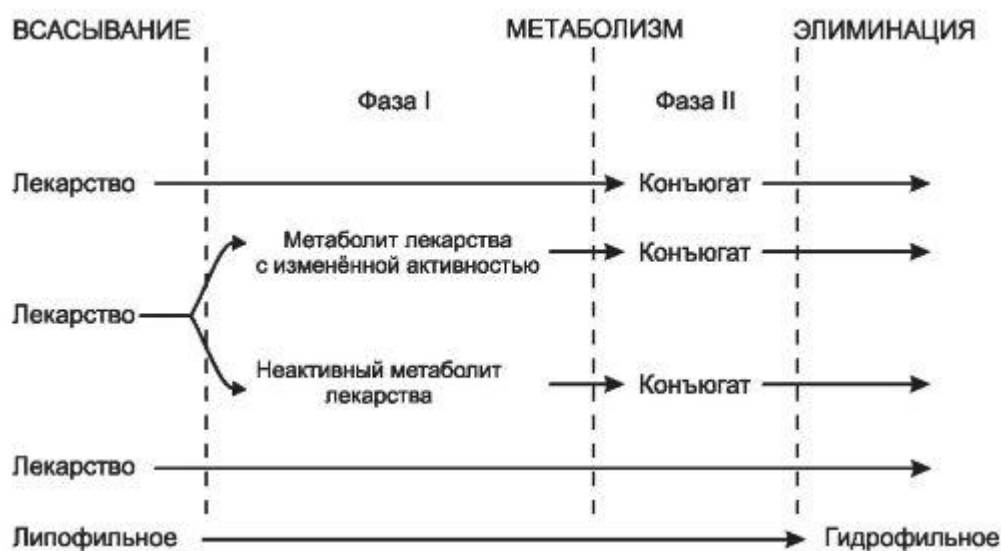 ВСАСЫВАНИЕ МЕТАБОЛИЗМ ЭЛИМИНАЦИЯ
Фаза I Фаза II
Лекарство Конъюгат
Метаболит лекарства
с изменённой активностью Конъюгат
Лекарство
Неактивный метаболит
лекарства Конъюгат
Лекарство
Липофильное Гидрофильное